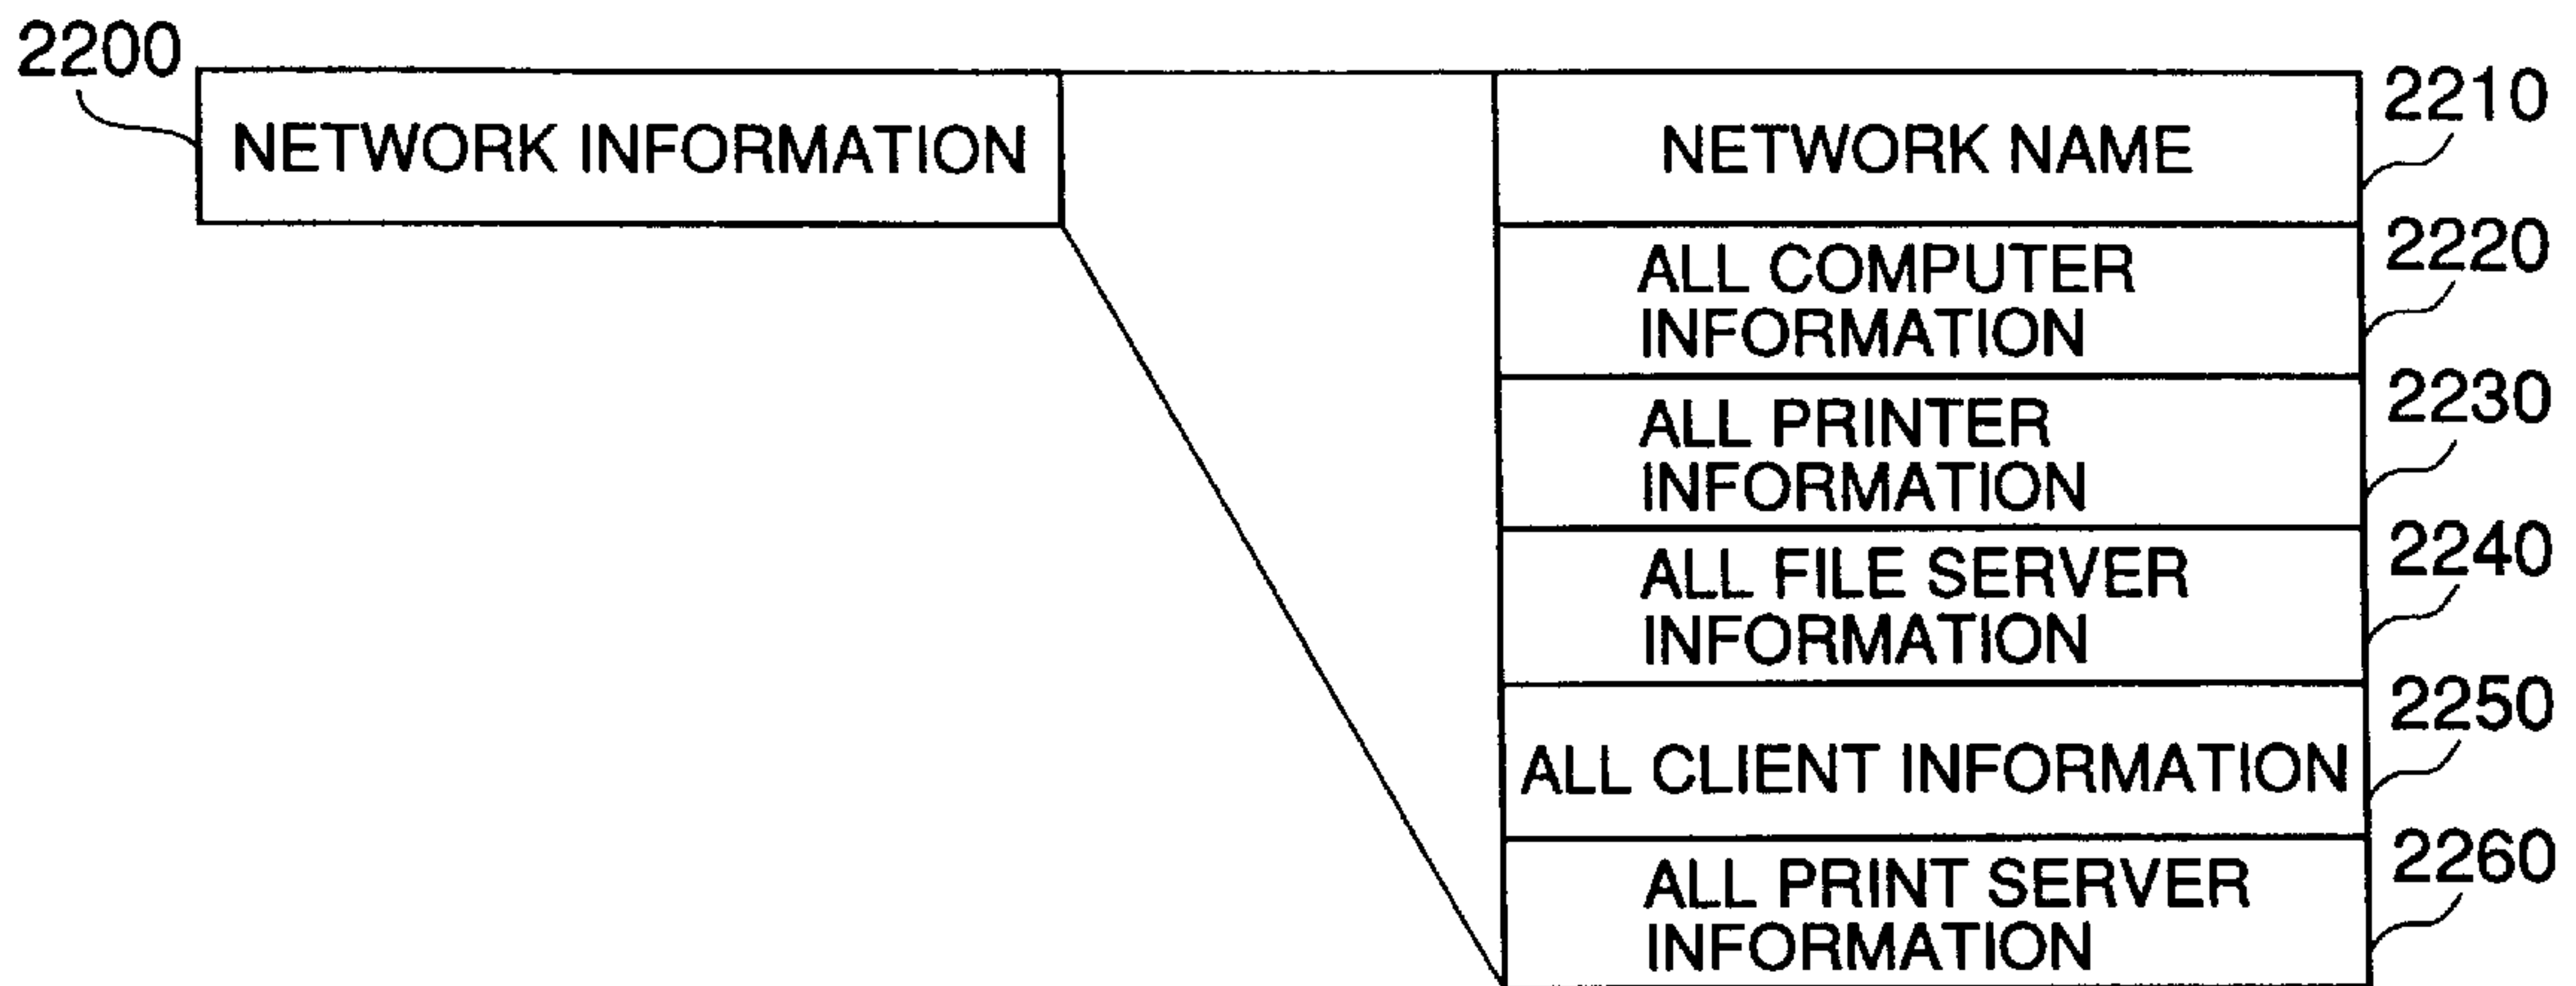 2200
NETWORK INFORMATION
NETWORK NAME
2210
ALL COMPUTER
INFORMATION
2220
ALL PRINTER
INFORMATION
2230
ALL FILE SERVER
INFORMATION
2240
ALL CLIENT INFORMATION
2250
ALL PRINT SERVER
INFORMATION
2260